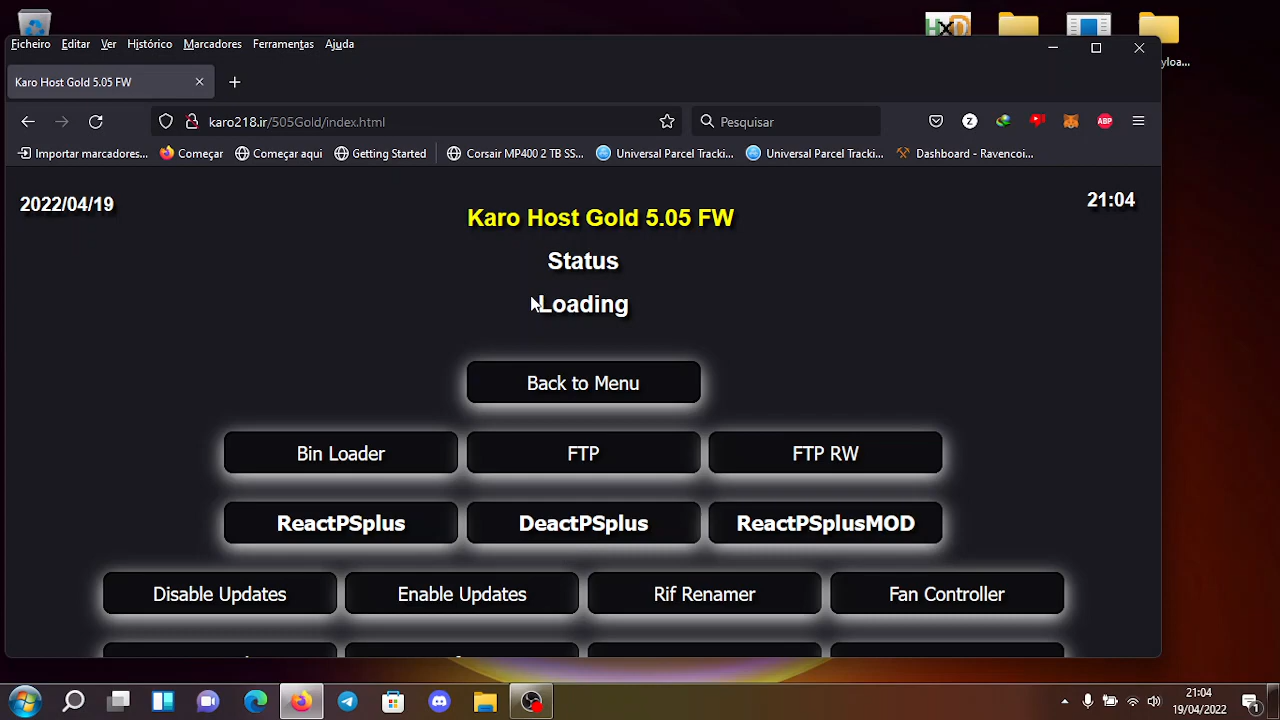 HxD
Ficheiro Editar Ver Histórico Marcadores Ferramentas Ajuda
yloa...
Karo Host Gold 5.05 FW
karo218.ir/505Gold/index.html
Pesquisar
Z
ABP
Importar marcadores... Começar Começar aqui Getting Started Corsair MP400 2 TB SS... Universal Parcel Tracki... Universal Parcel Tracki... Dashboard - Ravencoi...
2022/04/19
21:04
Karo Host Gold 5.05 FW
Status
Loading
Back to Menu
Bin Loader FTP FTP RW
ReactPSplus DeactPSplus ReactPSplusMOD
Disable Updates Enable Updates Rif Renamer Fan Controller
21:04
19/04/2022
1